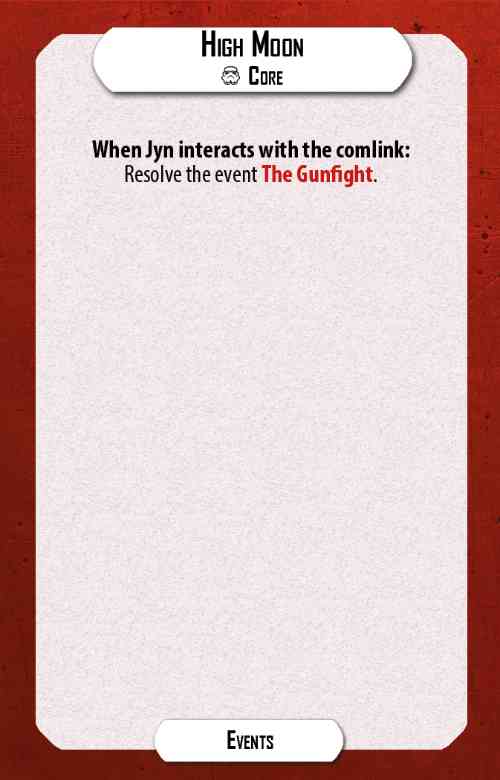 High Moon
Core
When Jyn interacts with the comlink:
Resolve the event The Gunfight.
Events